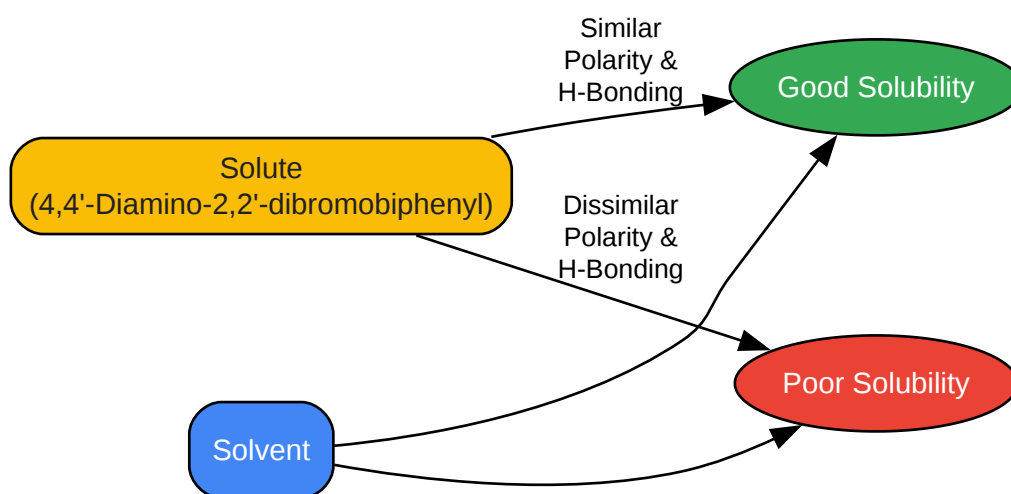 Similar
Polarity &
H-Bonding
Good Solubility
Solute
(4,4'-Diamino-2,2'-dibromobiphenyl)
Dissimilar
Polarity &
H-Bonding
Poor Solubility
Solvent